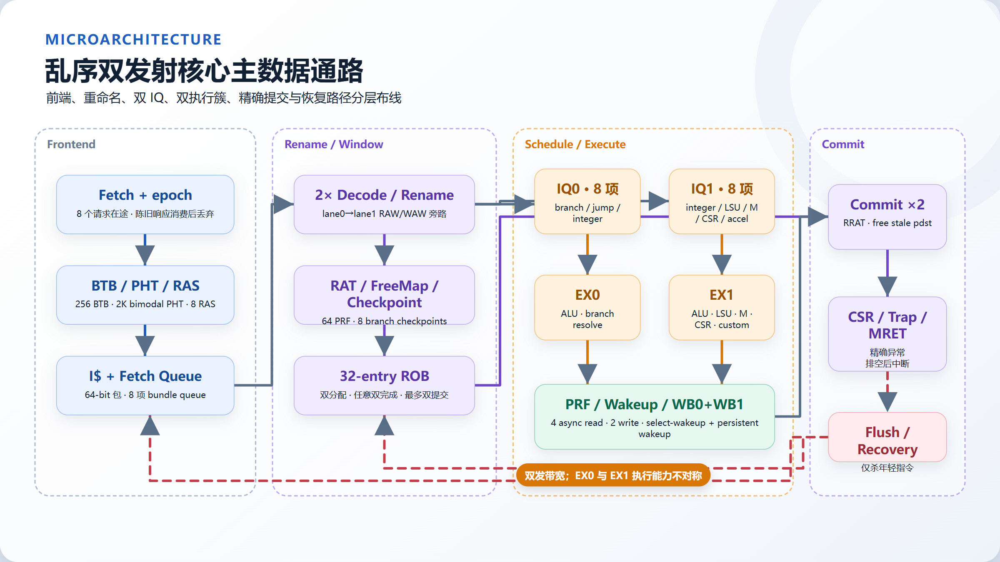 MICROARCHITECTURE
乱序双发射核心主数据通路
前端、重命名、双 IQ、双执行簇、精确提交与恢复路径分层布线
Frontend
Fetch + epoch
8 个请求在途 · 陈旧响应消费后丢弃
BTB / PHT / RAS
256 BTB · 2K bimodal PHT · 8 RAS
I$ + Fetch Queue
64-bit 包 · 8 项 bundle queue
Rename / Window
2× Decode / Rename
lane0→lane1 RAW/WAW 旁路
RAT / FreeMap /
Checkpoint
64 PRF · 8 branch checkpoints
32-entry ROB
双分配 · 任意双完成 · 最多双提交
Schedule / Execute
IQ0 · 8 项
branch / jump /
integer
IQ1 · 8 项
integer / LSU / M
/ CSR / accel
EX0
ALU · branch
resolve
EX1
ALU · LSU · M ·
CSR · custom
PRF / Wakeup / WB0+WB1
4 async read · 2 write · select-wakeup + persistent
wakeup
双发带宽；EX0 与 EX1 执行能力不对称
Commit
Commit ×2
RRAT · free stale pdst
CSR / Trap /
MRET
精确异常
排空后中断
Flush /
Recovery
仅杀年轻指令